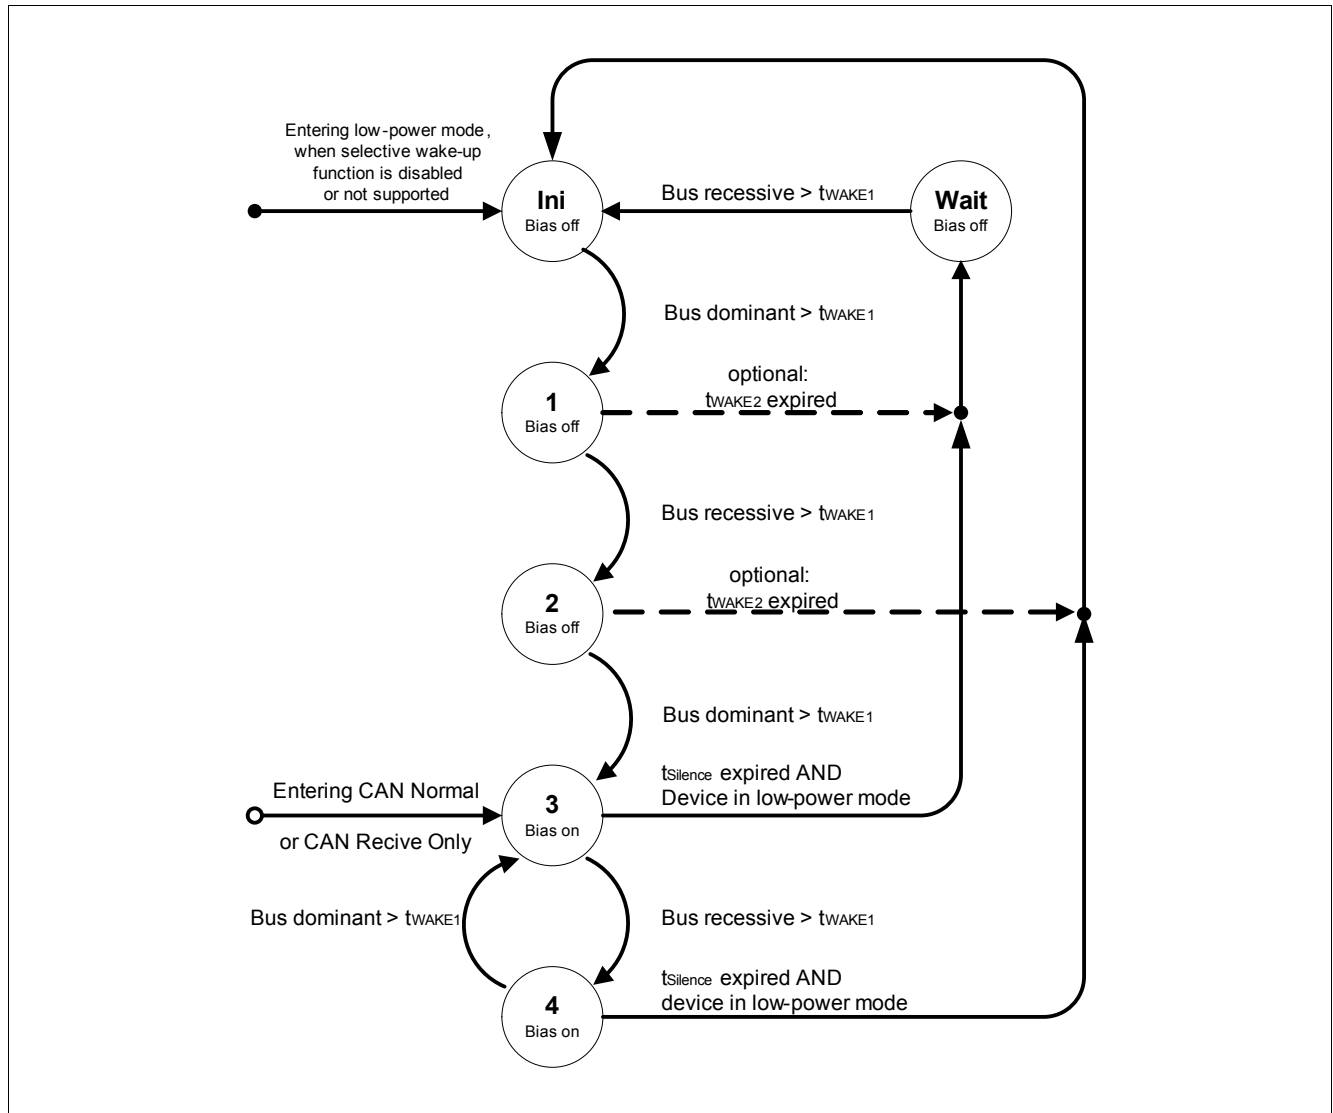 Entering low-power mode,
when selective wake-up
function is disabled
or not supported
Ini
Bias off
Bus recessive > tWAKE1
Wait
Bias off
Bus dominant > tWAKE1
1
Bias off
optional:
tWAKE2 expired
Bus recessive > tWAKE1
2
Bias off
optional:
tWAKE2 expired
Bus dominant > tWAKE1
Entering CAN Normal
or CAN Recive Only
3
Bias on
tSilence expired AND
Device in low-power mode
Bus dominant > tWAKE1
Bus recessive > tWAKE1
4
Bias on
tSilence expired AND
device in low-power mode